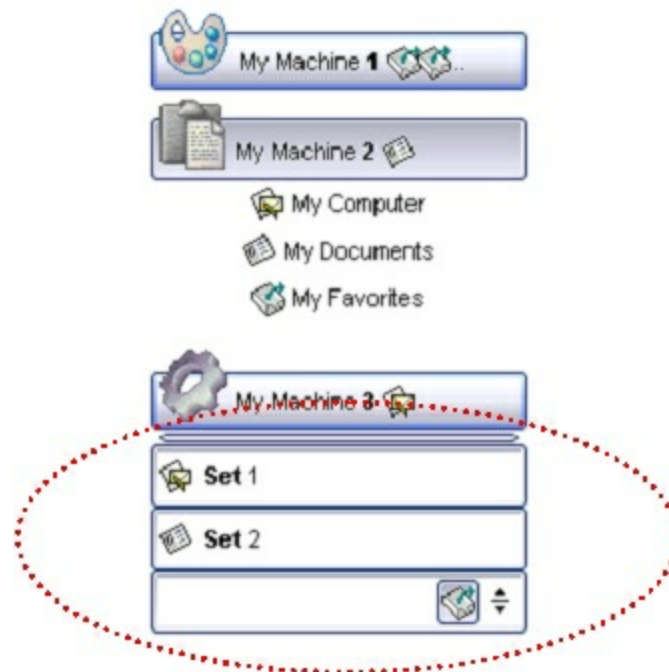 My Machine 1 ..
My Machine 2
My Computer
My Documents
My Favorites
My Machine 3
Set 1
Set 2